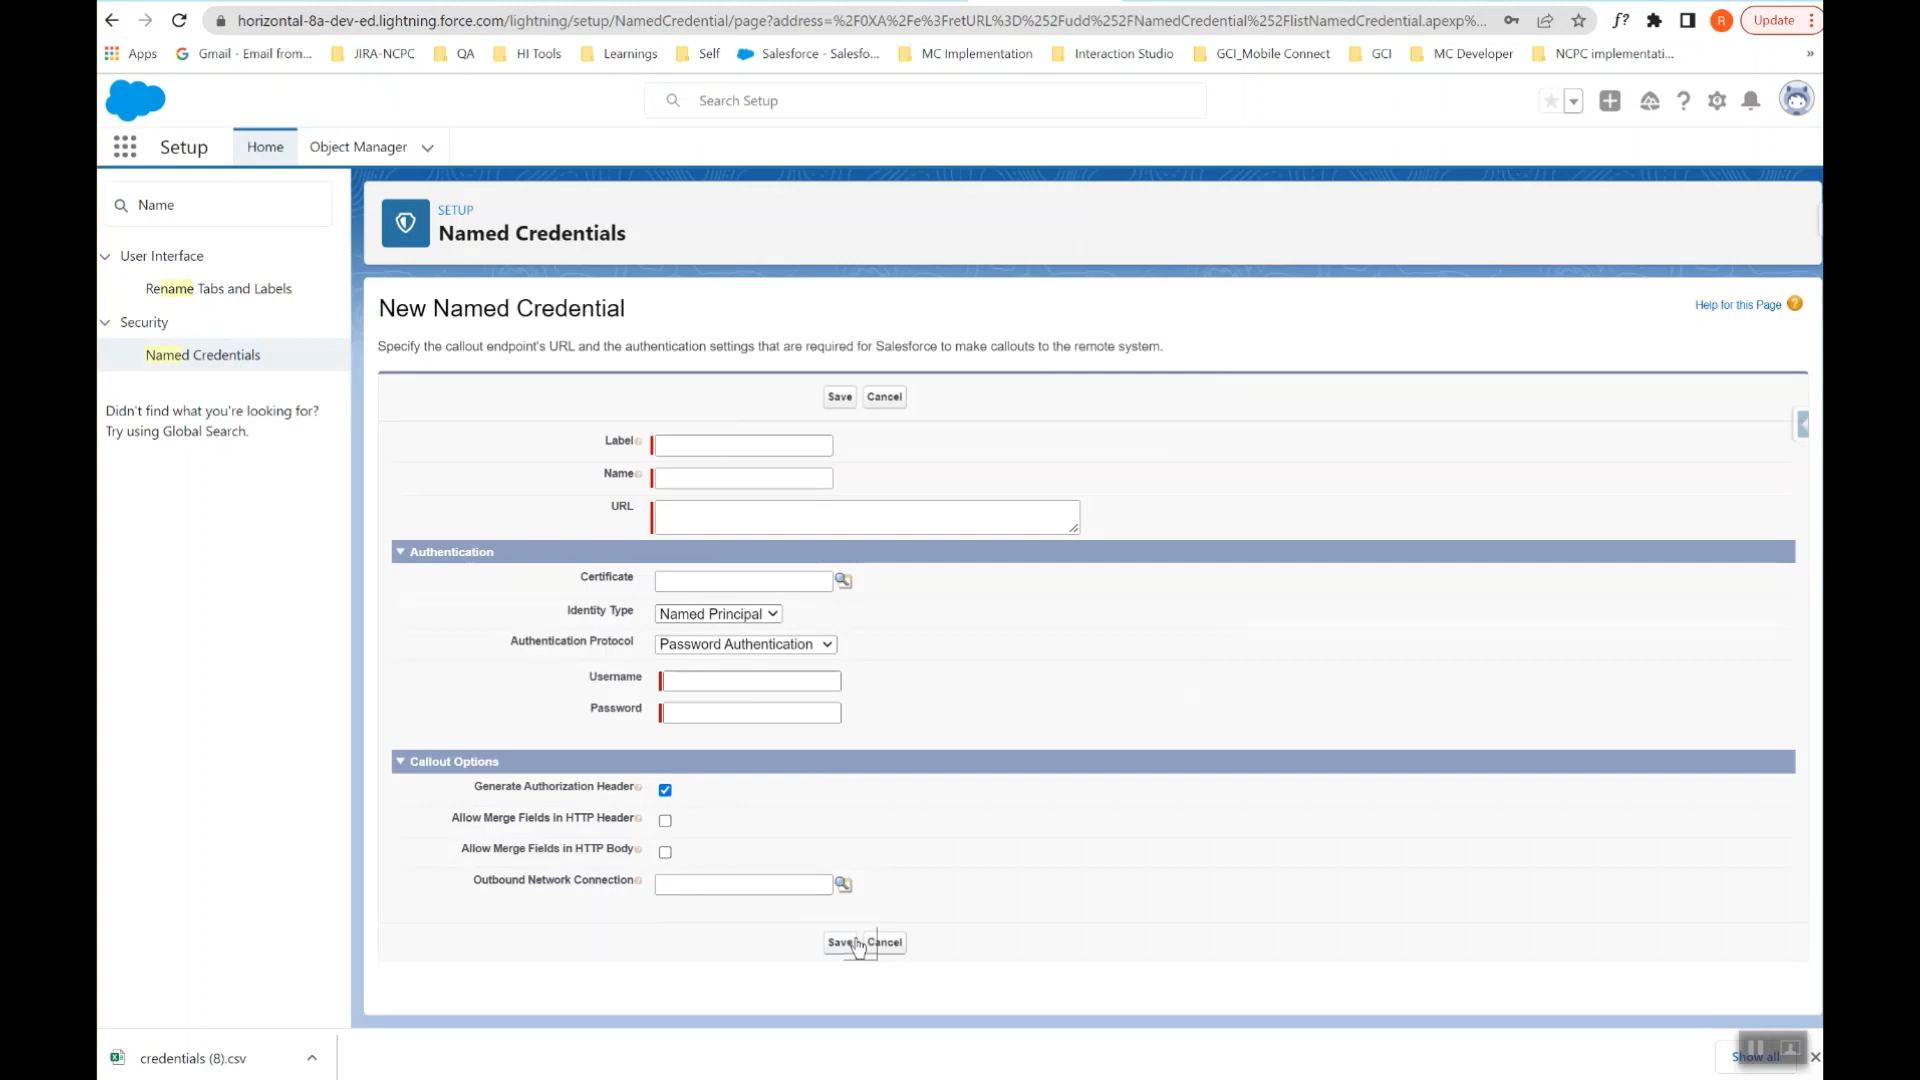 horizontal-8a-dev-ed.lightning.force.com/lightning/setup/NamedCredential/page?address=%2F0XA%2Fe%3FretURL%3D%252Fudd%252FNamedCredential%252FlistNamedCredential.apexp%...
f?
R
Update
Apps
Gmail - Email from...
JIRA-NCPC
QA
HI Tools
Learnings
Self
Salesforce - Salesfo...
MC Implementation
Interaction Studio
GCI_Mobile Connect
GCI
MC Developer
NCPC implementati...
»
Search Setup
Setup
Home
Object Manager
Name
SETUP
Named Credentials
User Interface
Rename Tabs and Labels
Security
Named Credentials
Didn't find what you're looking for?
Try using Global Search.
New Named Credential
Help for this Page
Specify the callout endpoint's URL and the authentication settings that are required for Salesforce to make callouts to the remote system.
Save Cancel
Label
Name
URL
Authentication
Certificate
Identity Type Named Principal
Authentication Protocol Password Authentication
Username
Password
Callout Options
Generate Authorization Header
Allow Merge Fields in HTTP Header
Allow Merge Fields in HTTP Body
Outbound Network Connection
Save Cancel
credentials (8).csv
Show all